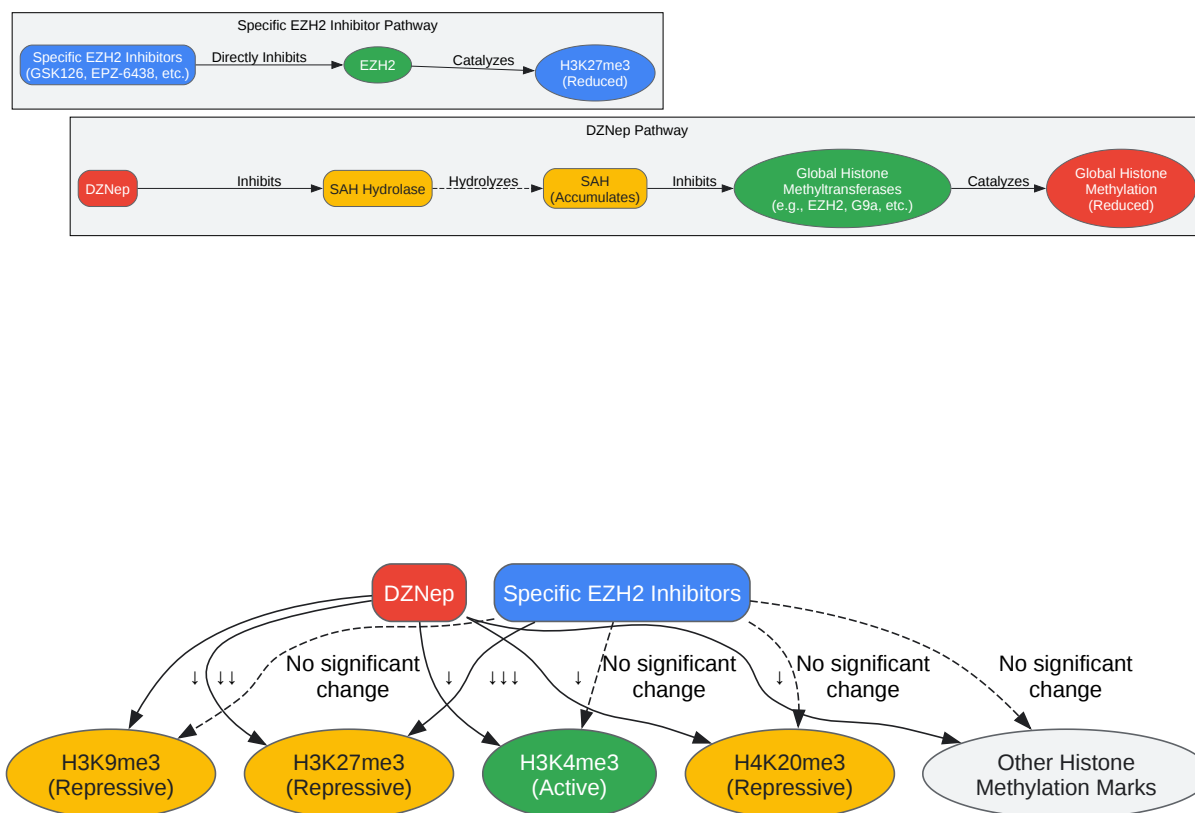 Specific EZH2 Inhibitor Pathway
Specific EZH2 Inhibitors
(GSK126, EPZ-6438, etc.)
Directly Inhibits
EZH2
Catalyzes
H3K27me3
(Reduced)
DZNep Pathway
DZNep
Inhibits
SAH Hydrolase
Hydrolyzes
SAH
(Accumulates)
Inhibits
Global Histone
Methyltransferases
(e.g., EZH2, G9a, etc.)
Catalyzes
Global Histone
Methylation
(Reduced)
DZNep
Specific EZH2 Inhibitors
↓
↓↓
No significant
change
↓
↓↓↓
↓
No significant
change
↓
No significant
change
No significant
change
H3K9me3
(Repressive)
H3K27me3
(Repressive)
H3K4me3
(Active)
H4K20me3
(Repressive)
Other Histone
Methylation Marks